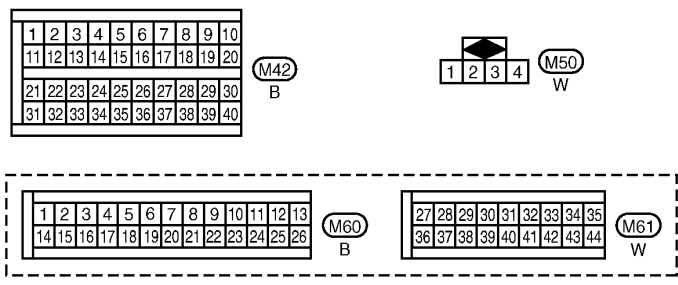 1 2 3 4 5 6 7 8 9 10
11 12 13 14 15 16 17 18 19 20
21 22 23 24 25 26 27 28 29 30
31 32 33 34 35 36 37 38 39 40
M42
B
1 2 3 4
M50
W
1 2 3 4 5 6 7 8 9 10 11 12 13
14 15 16 17 18 19 20 21 22 23 24 25 26
M60
B
27 28 29 30 31 32 33 34 35
36 37 38 39 40 41 42 43 44
M61
W